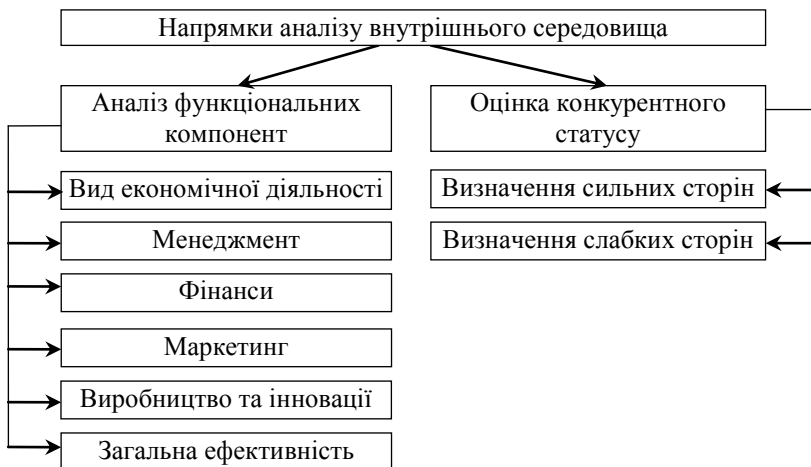 Напрямки аналізу внутрішнього середовища
Аналіз функціональних
компонент
Оцінка конкурентного
статусу
Вид економічної діяльності
Менеджмент
Фінанси
Маркетинг
Виробництво та інновації
Загальна ефективність
Визначення сильних сторін
Визначення слабких сторін